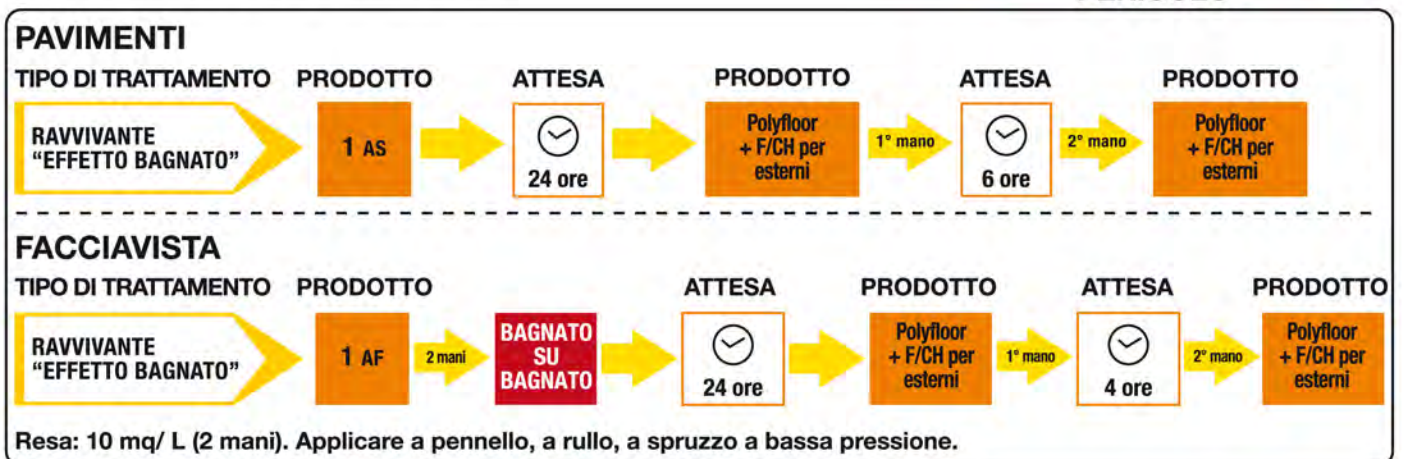 PAVIMENTI
TIPO DI TRATTAMENTO PRODOTTO ATTESA PRODOTTO ATTESA PRODOTTO
RAVVIVANTE
“EFFETTO BAGNATO”
1 AS
24 ore
Polyfloor
+ F/CH per
esterni
1° mano
6 ore
2° mano
Polyfloor
+ F/CH per
esterni
FACCIAVISTA
TIPO DI TRATTAMENTO PRODOTTO ATTESA PRODOTTO ATTESA PRODOTTO
RAVVIVANTE
“EFFETTO BAGNATO”
1 AF
2 mani
BAGNATO
SU
BAGNATO
24 ore
Polyfloor
+ F/CH per
esterni
1° mano
4 ore
2° mano
Polyfloor
+ F/CH per
esterni
Resa: 10 mq/ L (2 mani). Applicare a pennello, a rullo, a spruzzo a bassa pressione.